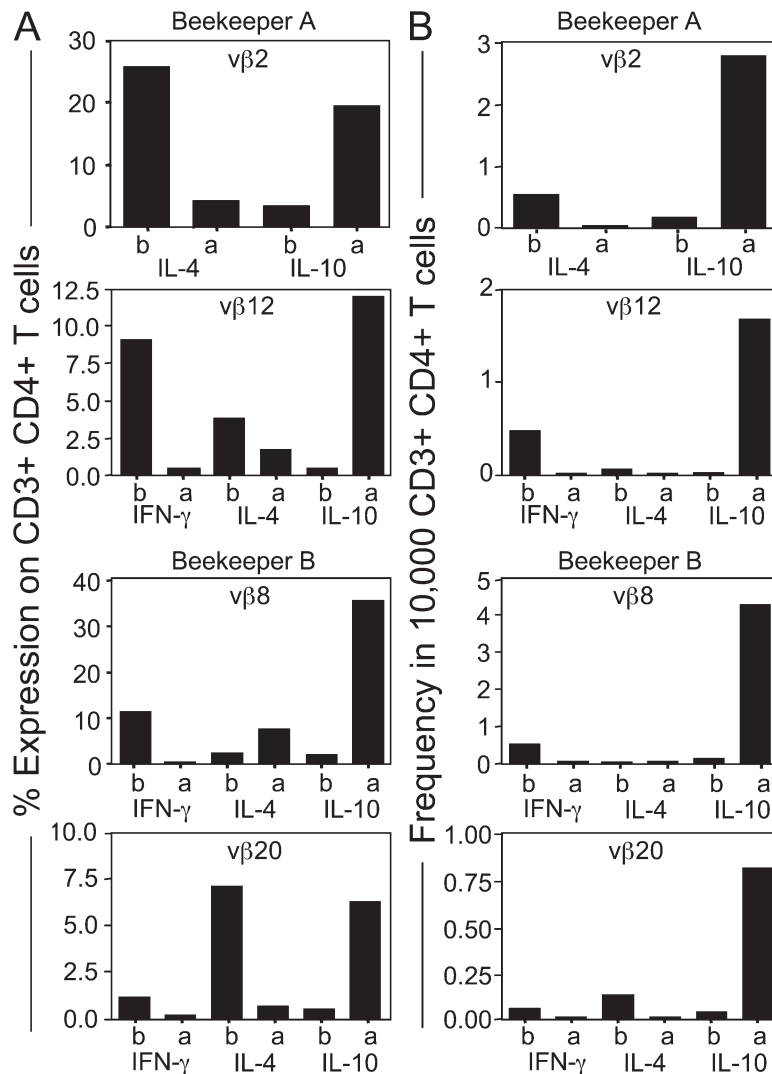 A
Beekeeper A
% Expression on CD3+ CD4+ T cells
vβ2
30
20
10
0
b a b a
IL-4 IL-10
vβ12
12.5
10.0
7.5
5.0
2.5
0.0
b a b a b a
IFN-γ IL-4 IL-10
Beekeeper B
vβ8
40
30
20
10
0
b a b a b a
IFN-γ IL-4 IL-10
vβ20
10.0
7.5
5.0
2.5
0.0
b a b a b a
IFN-γ IL-4 IL-10
B
Beekeeper A
Frequency in 10,000 CD3+ CD4+ T cells
vβ2
3
2
1
0
b a b a
IL-4 IL-10
vβ12
2
1
0
b a b a b a
IFN-γ IL-4 IL-10
Beekeeper B
vβ8
5
4
3
2
1
0
b a b a b a
IFN-γ IL-4 IL-10
vβ20
1.00
0.75
0.50
0.25
0.00
b a b a b a
IFN-γ IL-4 IL-10